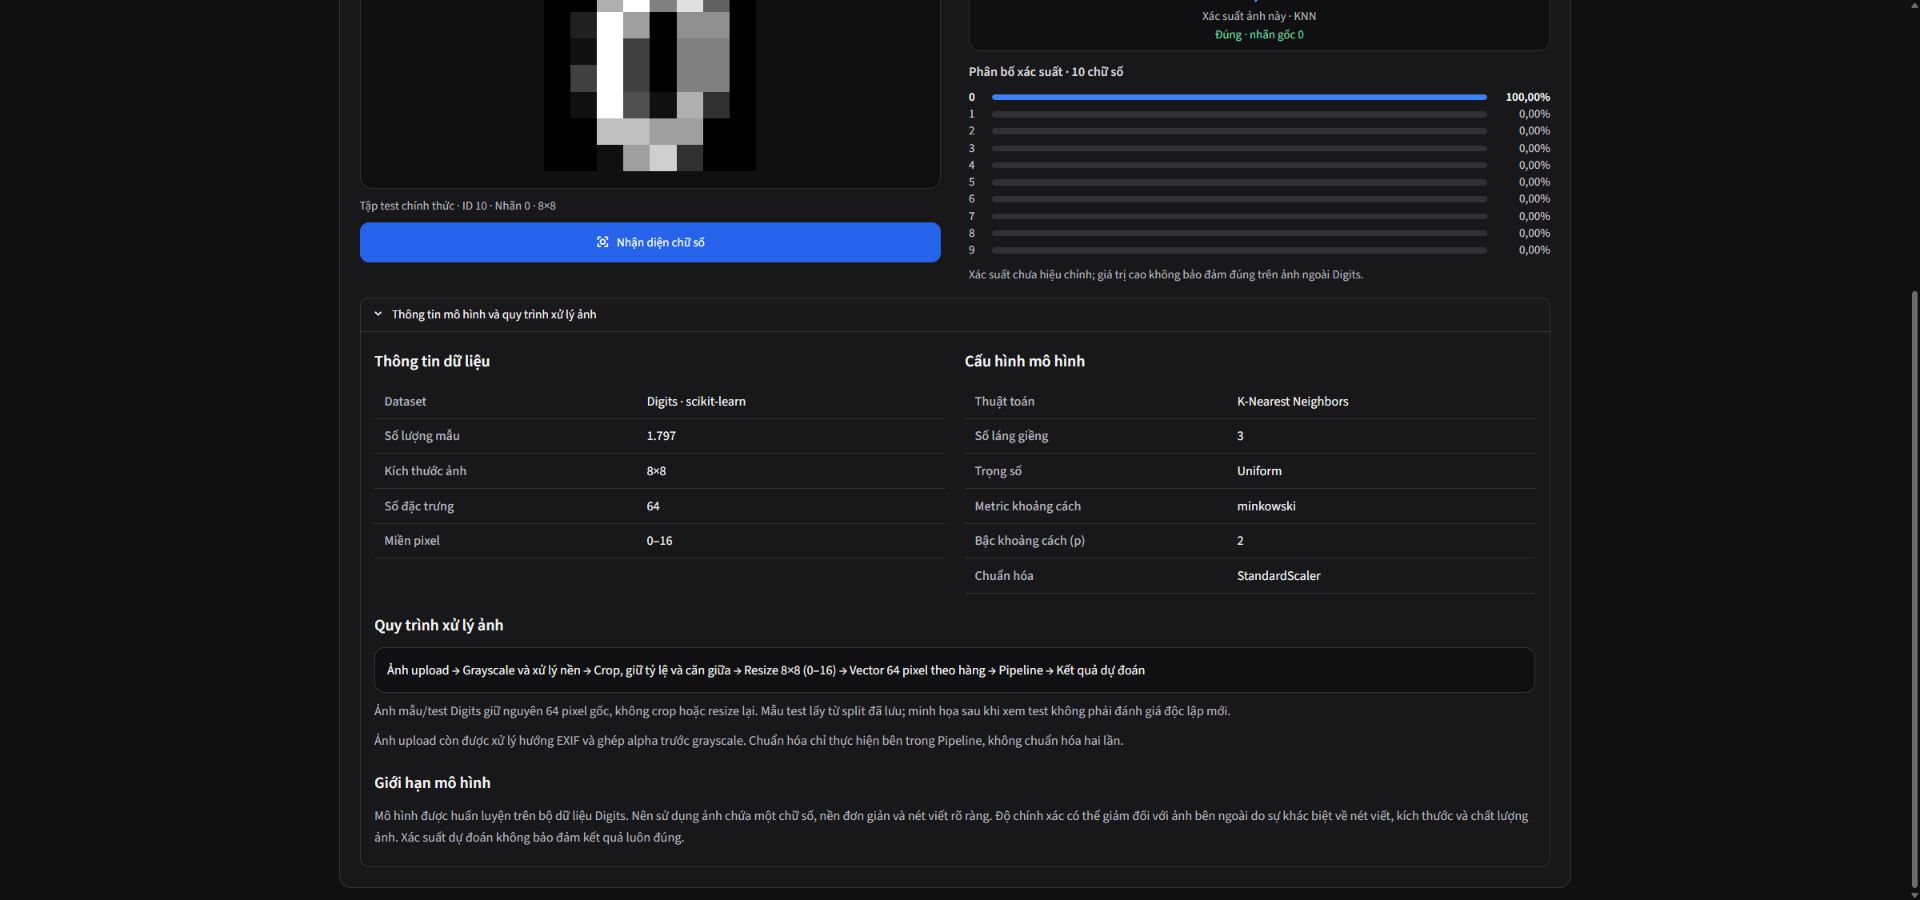 Xác suất ảnh này · KNN
Đúng · nhãn gốc 0
Phân bố xác suất · 10 chữ số
0 100,00%
1 0,00%
2 0,00%
3 0,00%
4 0,00%
5 0,00%
6 0,00%
7 0,00%
8 0,00%
9 0,00%
Xác suất chưa hiệu chỉnh; giá trị cao không bảo đảm đúng trên ảnh ngoài Digits.
Tập test chính thức · ID 10 · Nhãn 0 · 8×8
Nhận diện chữ số
Thông tin mô hình và quy trình xử lý ảnh
Thông tin dữ liệu
Dataset Digits · scikit-learn
Số lượng mẫu 1.797
Kích thước ảnh 8×8
Số đặc trưng 64
Miền pixel 0–16
Cấu hình mô hình
Thuật toán K-Nearest Neighbors
Số láng giềng 3
Trọng số Uniform
Metric khoảng cách minkowski
Bậc khoảng cách (p) 2
Chuẩn hóa StandardScaler
Quy trình xử lý ảnh
Ảnh upload → Grayscale và xử lý nền → Crop, giữ tỷ lệ và căn giữa → Resize 8×8 (0–16) → Vector 64 pixel theo hàng → Pipeline → Kết quả dự đoán
Ảnh mẫu/test Digits giữ nguyên 64 pixel gốc, không crop hoặc resize lại. Mẫu test lấy từ split đã lưu; minh họa sau khi xem test không phải đánh giá độc lập mới.
Ảnh upload còn được xử lý hướng EXIF và ghép alpha trước grayscale. Chuẩn hóa chỉ thực hiện bên trong Pipeline, không chuẩn hóa hai lần.
Giới hạn mô hình
Mô hình được huấn luyện trên bộ dữ liệu Digits. Nên sử dụng ảnh chứa một chữ số, nền đơn giản và nét viết rõ ràng. Độ chính xác có thể giảm đối với ảnh bên ngoài do sự khác biệt về nét viết, kích thước và chất lượng
ảnh. Xác suất dự đoán không bảo đảm kết quả luôn đúng.